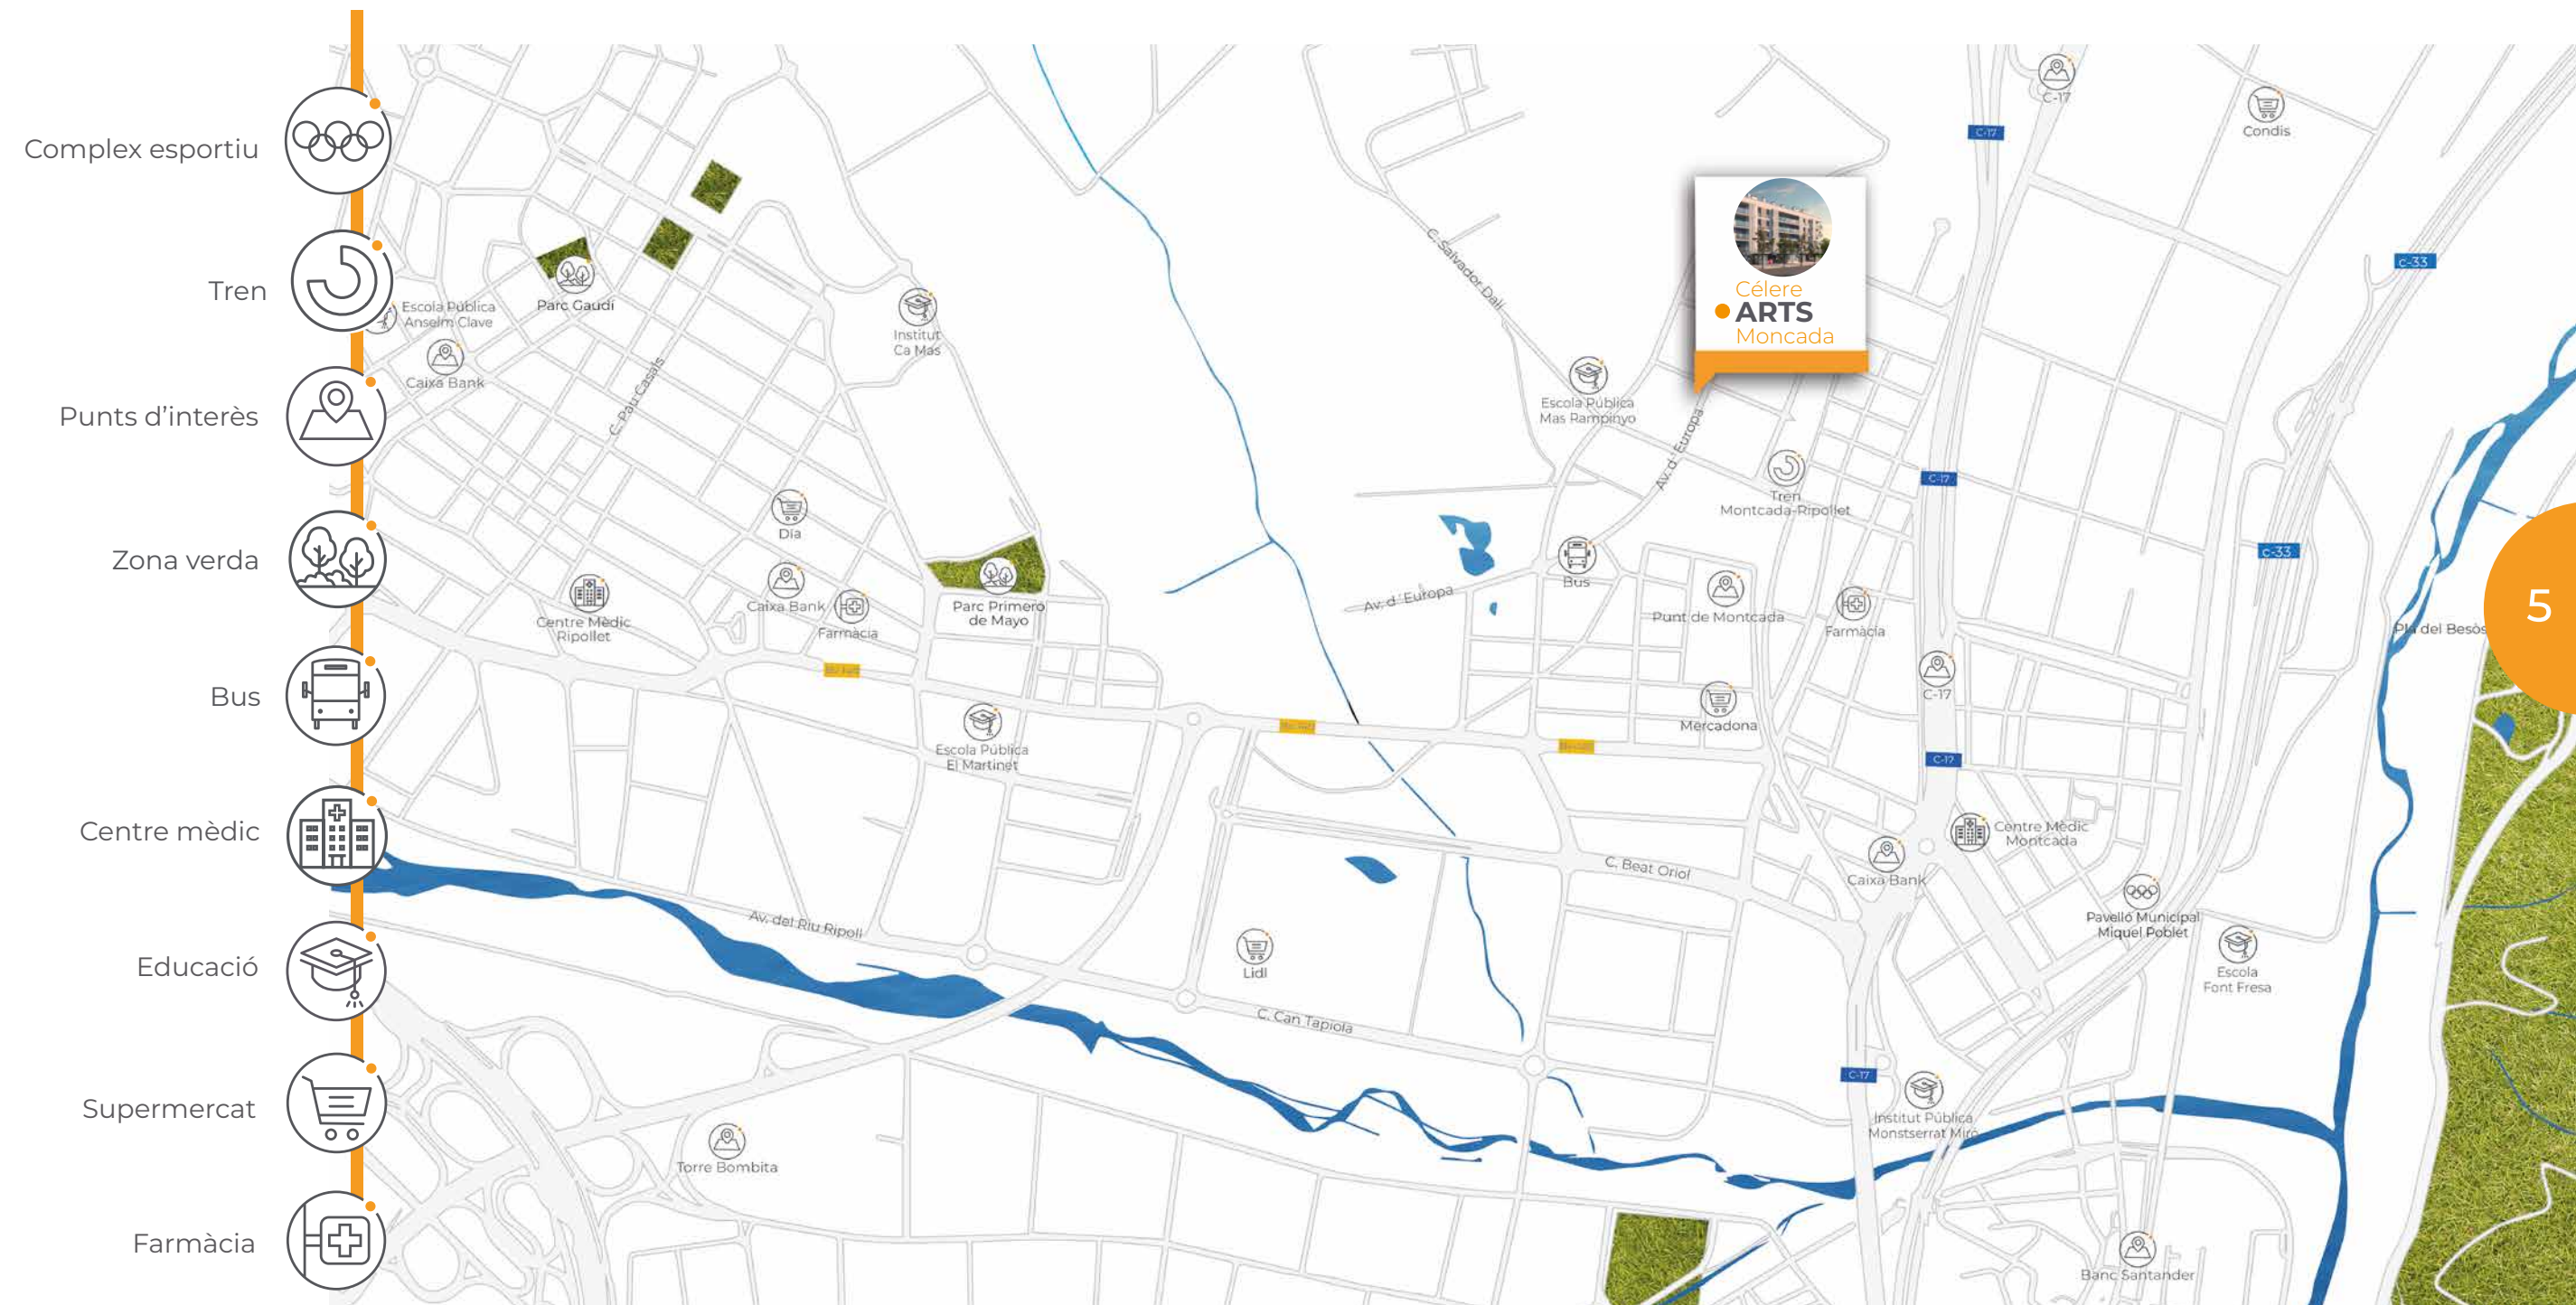 Complex esportiu
Tren
Punts d'interès
Zona verda
Bus
Centre mèdic
Educació
Supermercat
Farmàcia
C-17
C-17
Condis
C. Salvador Dalí
Célere
ARTS
Moncada
c-33
Escola Pública
Anselm Clave
Parc Gaudí
Caixa Bank
Institut
Ca Mas
C. Pau Casals
Escola Pública
Mas Rampinyo
Av. d´Europa
Tren
Montcada-Ripollet
C-17
Día
c-33
Bus
Centre Mèdic
Ripollet
Caixa Bank
Farmàcia
Parc Primero
de Mayo
Av. d´Europa
Punt de Montcada
Farmàcia
Pla del Besòs
5
C-17
Mercadona
Escola Pública
El Martinet
C-17
Centre Mèdic
Montcada
C. Beat Oriol
Caixa Bank
Av. del Riu Ripoll
Pavelló Municipal
Miquel Poblet
Lidl
Escola
Font Fresa
C. Can Tapiola
C-17
Institut Pública
Monstserrat Miró
Torre Bombita
Banc Santander